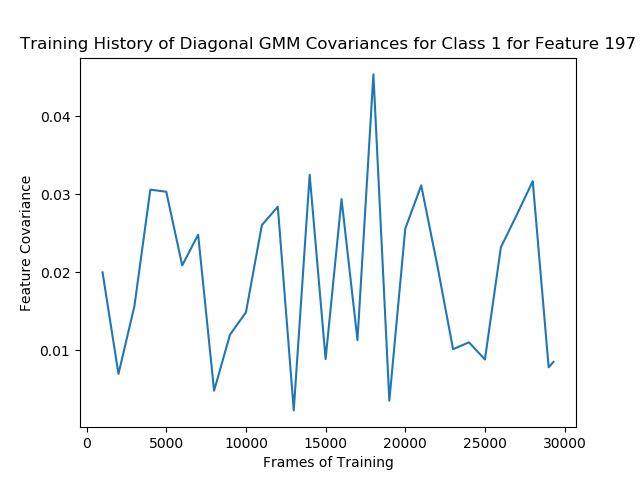 Training History of Diagonal GMM Covariances for Class 1 for Feature 197
Feature Covariance
0.04
0.03
0.02
0.01
0 5000 10000 15000 20000 25000 30000
Frames of Training